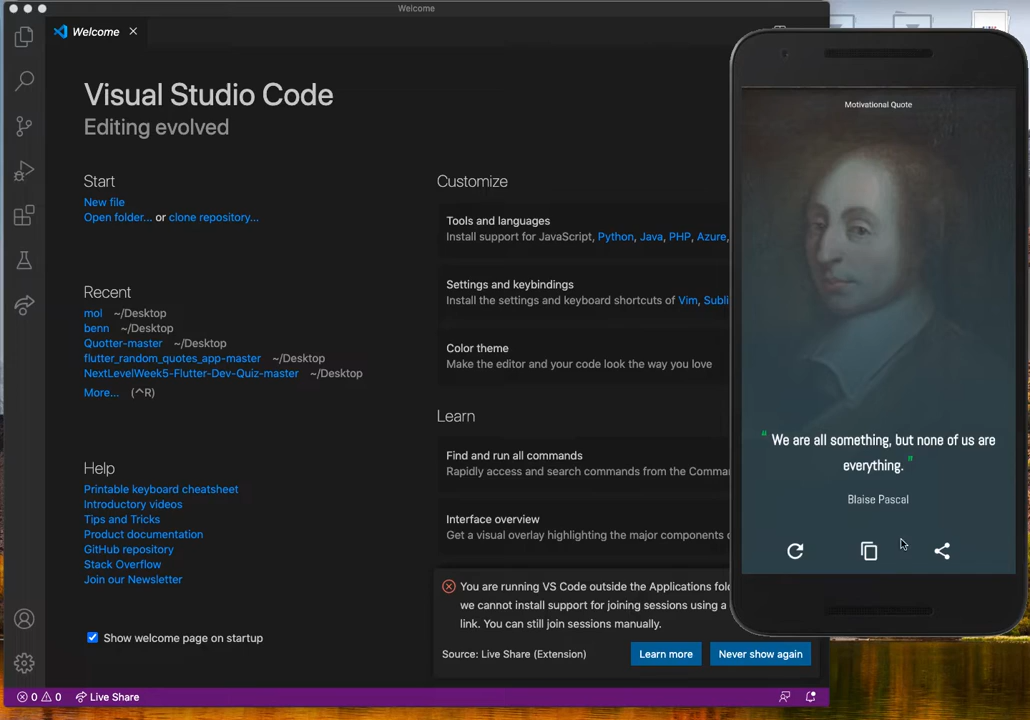 Welcome
Welcome
Visual Studio Code
Editing evolved
Start
New file
Open folder... or clone repository...
Recent
mol ~/Desktop
benn ~/Desktop
Quotter-master ~/Desktop
flutter_random_quotes_app-master ~/Desktop
NextLevelWeek5-Flutter-Dev-Quiz-master ~/Desktop
More... (^R)
Help
Printable keyboard cheatsheet
Introductory videos
Tips and Tricks
Product documentation
GitHub repository
Stack Overflow
Join our Newsletter
Show welcome page on startup
Customize
Tools and languages
Install support for JavaScript, Python, Java, PHP, Azure,
Settings and keybindings
Install the settings and keyboard shortcuts of Vim, Subli
Color theme
Make the editor and your code look the way you love
Learn
Find and run all commands
Rapidly access and search commands from the Comma
Interface overview
Get a visual overlay highlighting the major components
You are running VS Code outside the Applications fol
we cannot install support for joining sessions using a
link. You can still join sessions manually.
Source: Live Share (Extension)
Learn more
Never show again
0 0 Live Share
Motivational Quote
“ We are all something, but none of us are
everything. ”
Blaise Pascal